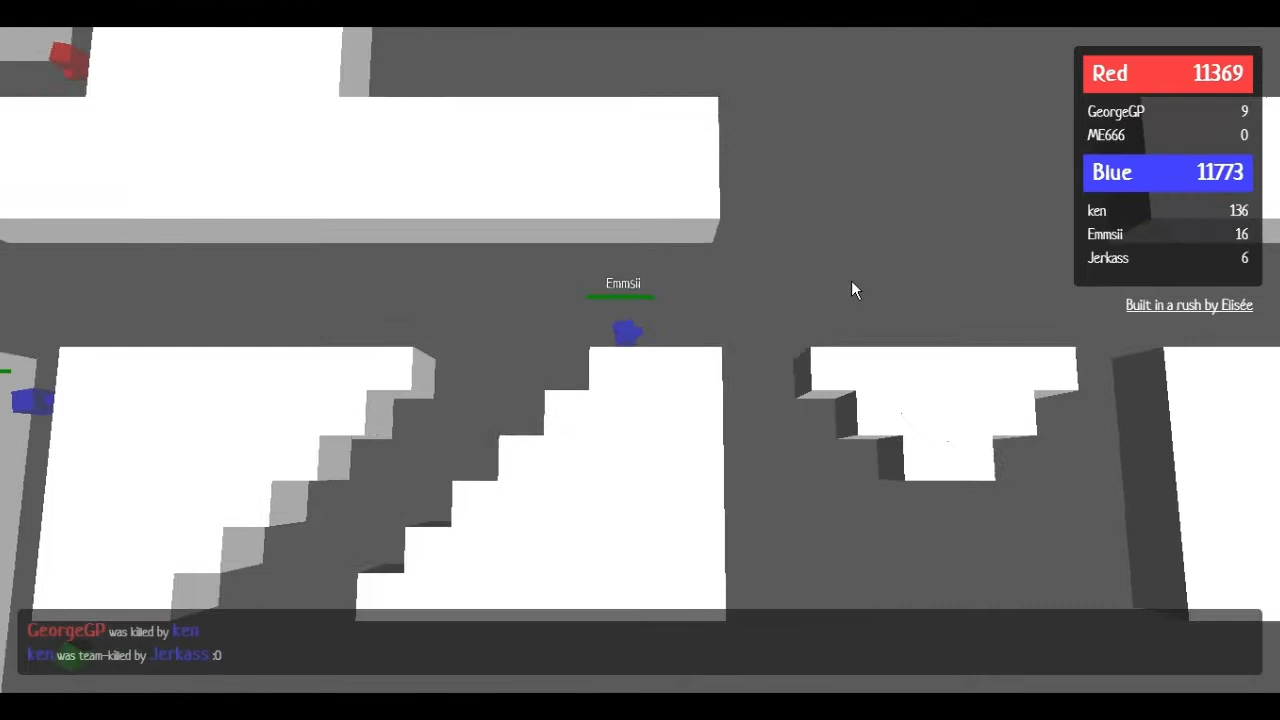 Red 11369
GeorgeGP 9
ME666 0
Blue 11773
ken 136
Emmsii 16
Jerkass 6
Built in a rush by Elisée
Emmsii
GeorgeGP was killed by ken
ken was team-killed by Jerkass :O